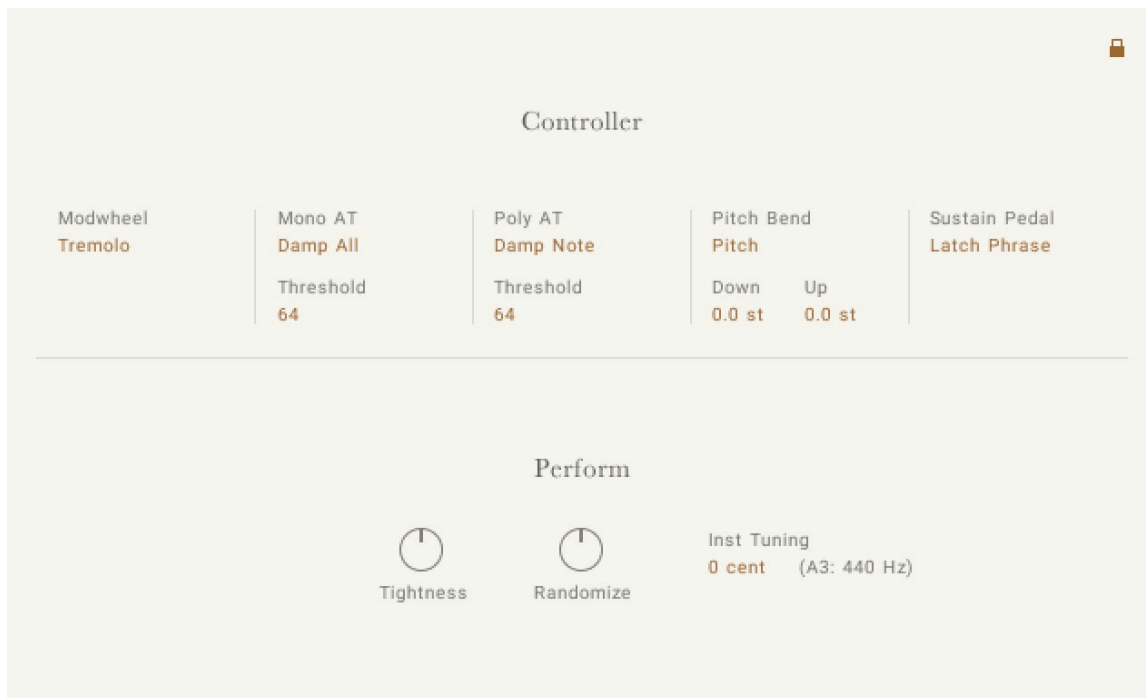 Controller
Modwheel
Tremolo
Mono AT
Damp All
Threshold
64
Poly AT
Damp Note
Threshold
64
Pitch Bend
Pitch
Down Up
0.0 st 0.0 st
Sustain Pedal
Latch Phrase
Perform
Tightness
Randomize
Inst Tuning
0 cent (A3: 440 Hz)